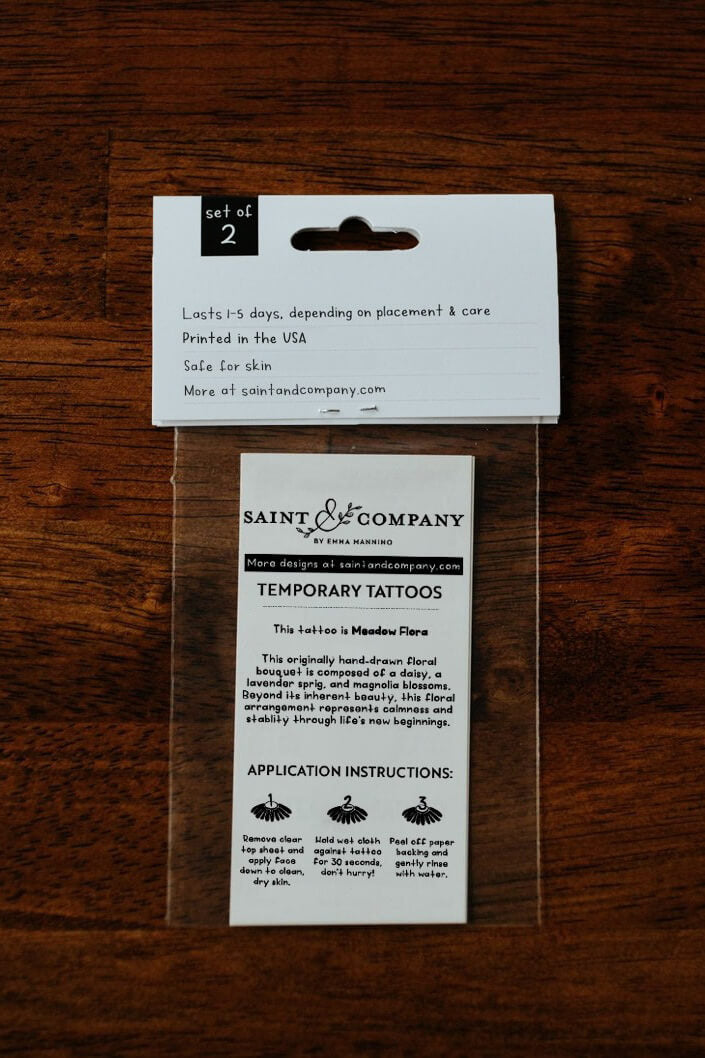 set of
2
Lasts 1-5 days, depending on placement & care
Printed in the USA
Safe for skin
More at saintandcompany.com
SAINT & COMPANY
BY EMMA MANNINO
More designs at saintandcompany.com
TEMPORARY TATTOOS
This tattoo is Meadow Flora
This originally hand-drawn floral
bouquet is composed of a daisy, a
lavender sprig, and magnolia blossoms.
Beyond its inherent beauty, this floral
arrangement represents calmness and
stablity through life's new beginnings.
APPLICATION INSTRUCTIONS:
1 2 3
Remove clear
top sheet and
apply face
down to clean,
dry skin.
Hold wet cloth
against tattoo
for 30 seconds,
don't hurry!
Peel off paper
backing and
gently rinse
with water.